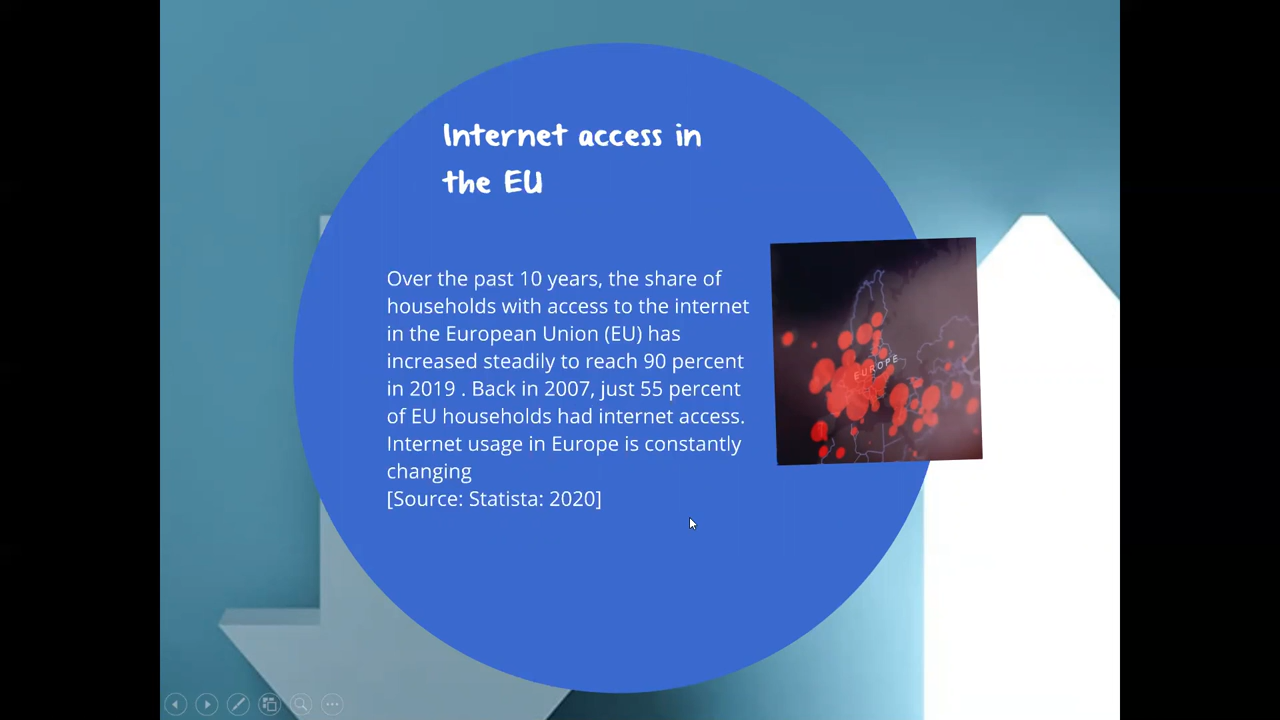 Internet access in
the EU
Over the past 10 years, the share of
households with access to the internet
in the European Union (EU) has
increased steadily to reach 90 percent
in 2019 . Back in 2007, just 55 percent
of EU households had internet access.
Internet usage in Europe is constantly
changing
[Source: Statista: 2020]
EUROPE